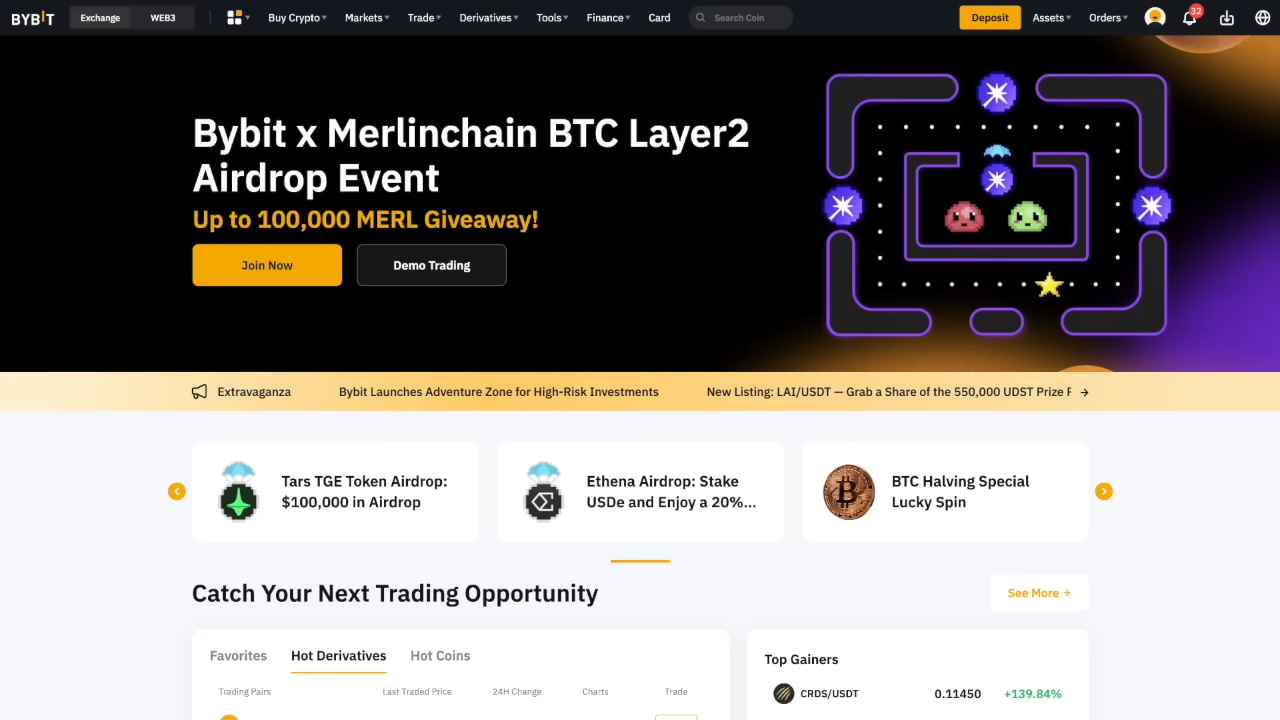 BYBIT
Exchange WEB3
Buy Crypto Markets Trade Derivatives Tools Finance Card
Search Coin
Deposit Assets Orders 32
Bybit x Merlinchain BTC Layer2
Airdrop Event
Up to 100,000 MERL Giveaway!
Join Now Demo Trading
Extravaganza Bybit Launches Adventure Zone for High-Risk Investments New Listing: LAI/USDT — Grab a Share of the 550,000 UDST Prize
Tars TGE Token Airdrop:
$100,000 in Airdrop
Ethena Airdrop: Stake
USDe and Enjoy a 20%...
BTC Halving Special
Lucky Spin
Catch Your Next Trading Opportunity
See More
Favorites Hot Derivatives Hot Coins
Trading Pairs Last Traded Price 24H Change Charts Trade
Top Gainers
CRDS/USDT 0.11450 +139.84%